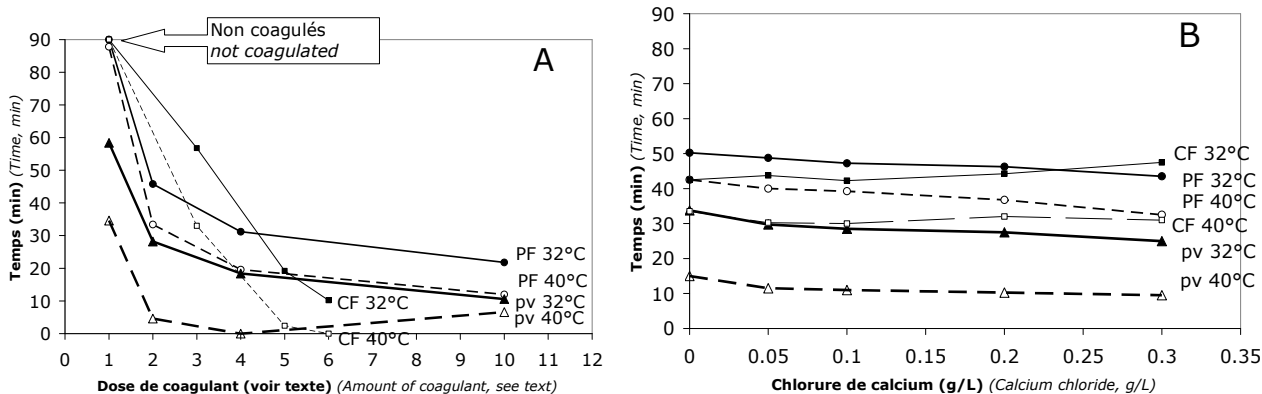 Non coagulés
not coagulated
A
90
80
70
60
50
40
30
20
10
0
Temps (min) (Time, min)
PF 32°C
PF 40°C
pv 32°C
pv 40°C
CF 32°C
CF 40°C
0 1 2 3 4 5 6 7 8 9 10 11 12
Dose de coagulant (voir texte) (Amount of coagulant, see text)
B
90
80
70
60
50
40
30
20
10
0
Temps (min) (Time, min)
CF 32°C
PF 32°C
PF 40°C
CF 40°C
pv 32°C
pv 40°C
0 0.05 0.1 0.15 0.2 0.25 0.3 0.35
Chlorure de calcium (g/L) (Calcium chloride, g/L)